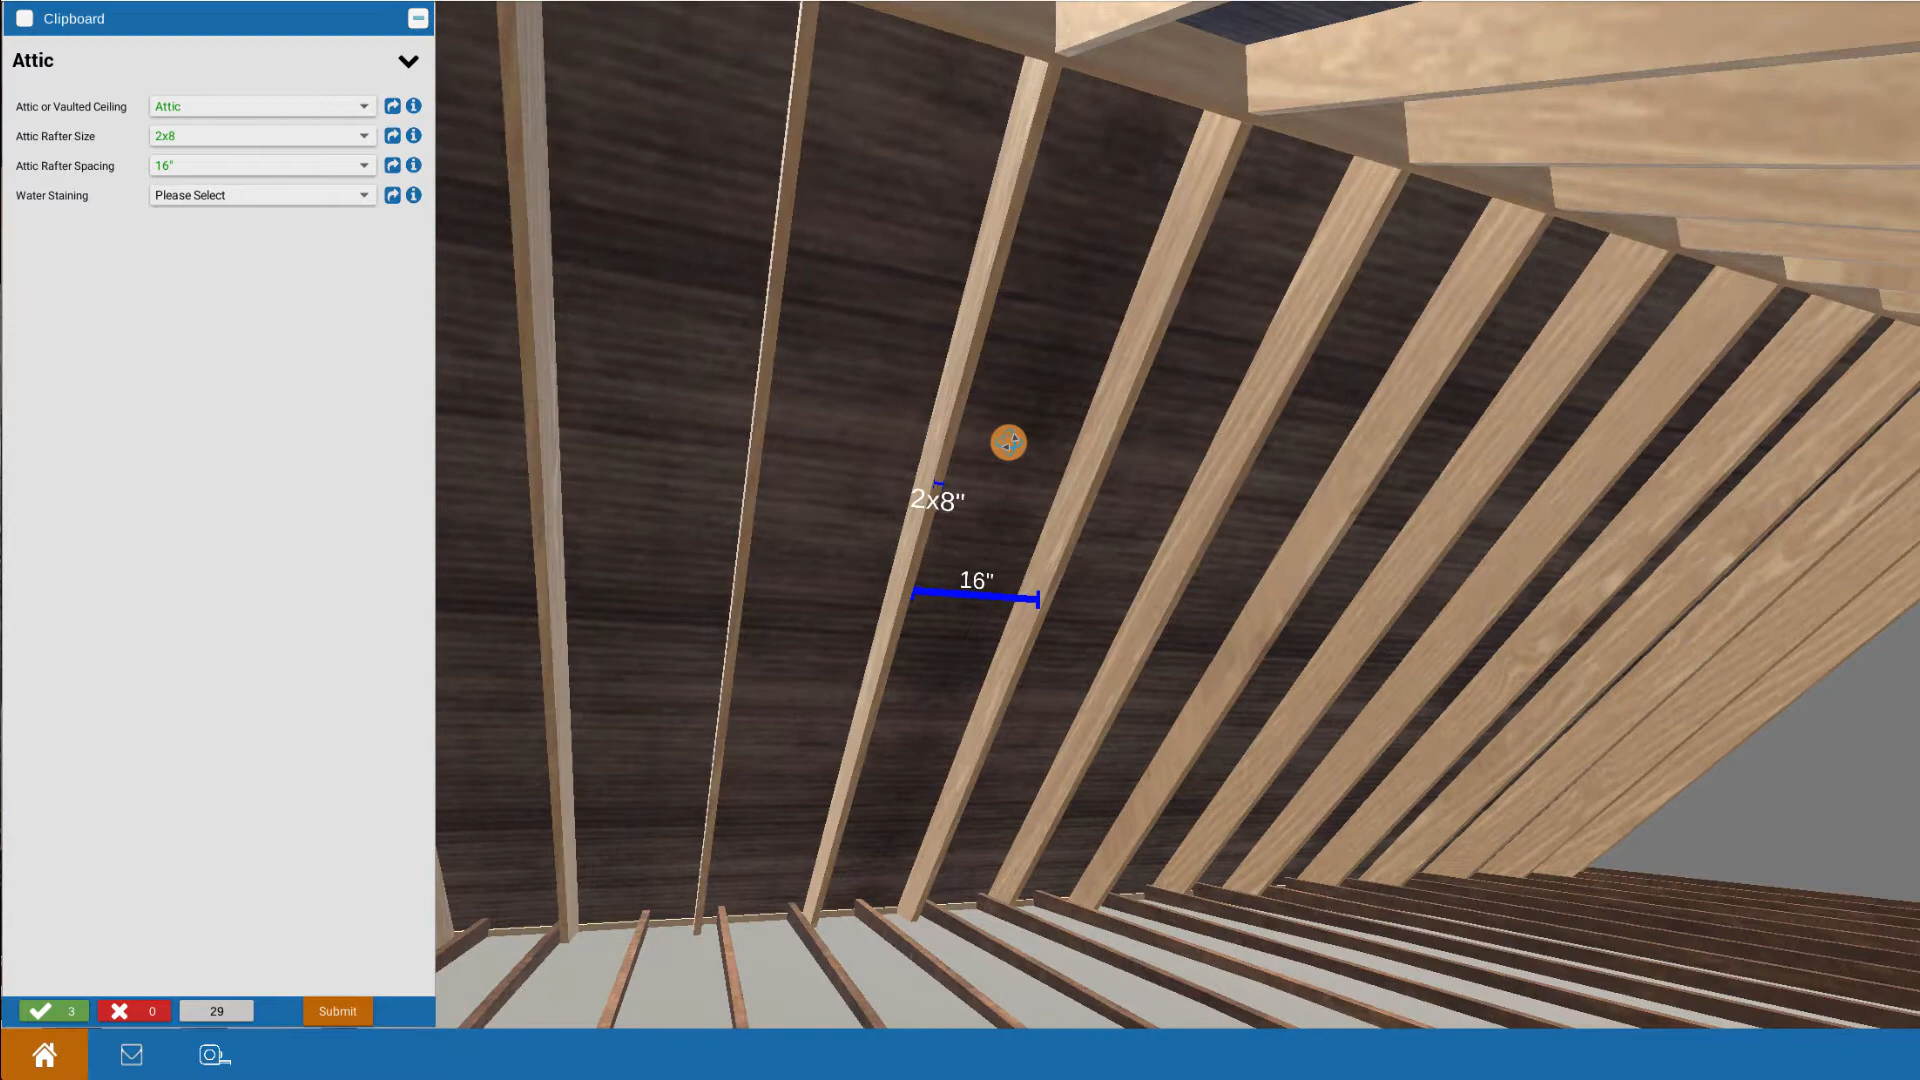 Clipboard
Attic
Attic or Vaulted Ceiling Attic
Attic Rafter Size 2x8
Attic Rafter Spacing 16"
Water Staining Please Select
2x8"
16"
3 0 29 Submit